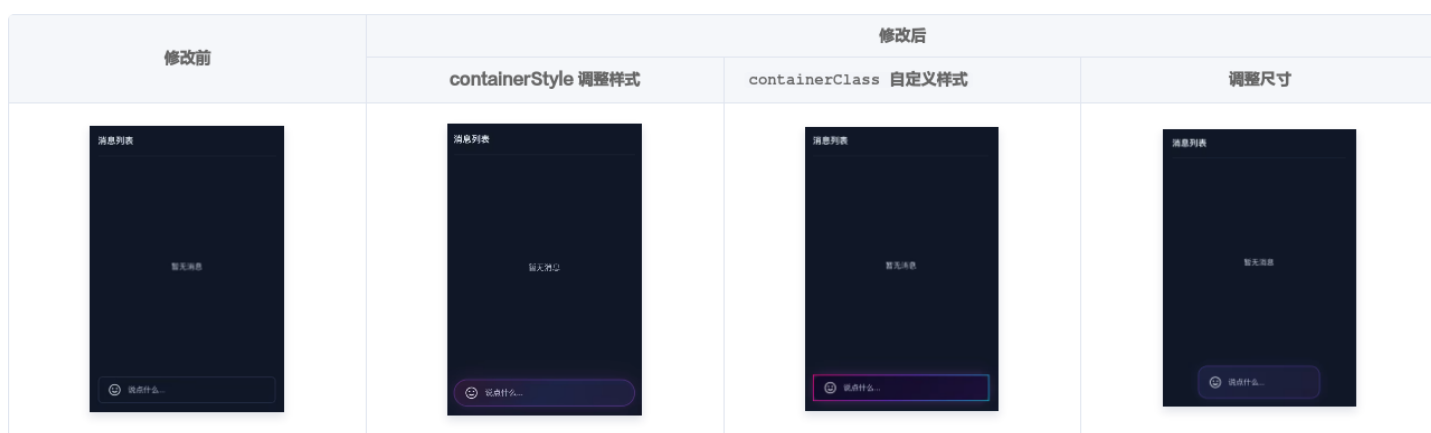 修改前
修改后
containerStyle 调整样式
containerClass 自定义样式
调整尺寸
消息列表
暂无消息
说点什么...
消息列表
暂无消息
说点什么...
消息列表
暂无消息
说点什么...
消息列表
暂无消息
说点什么...